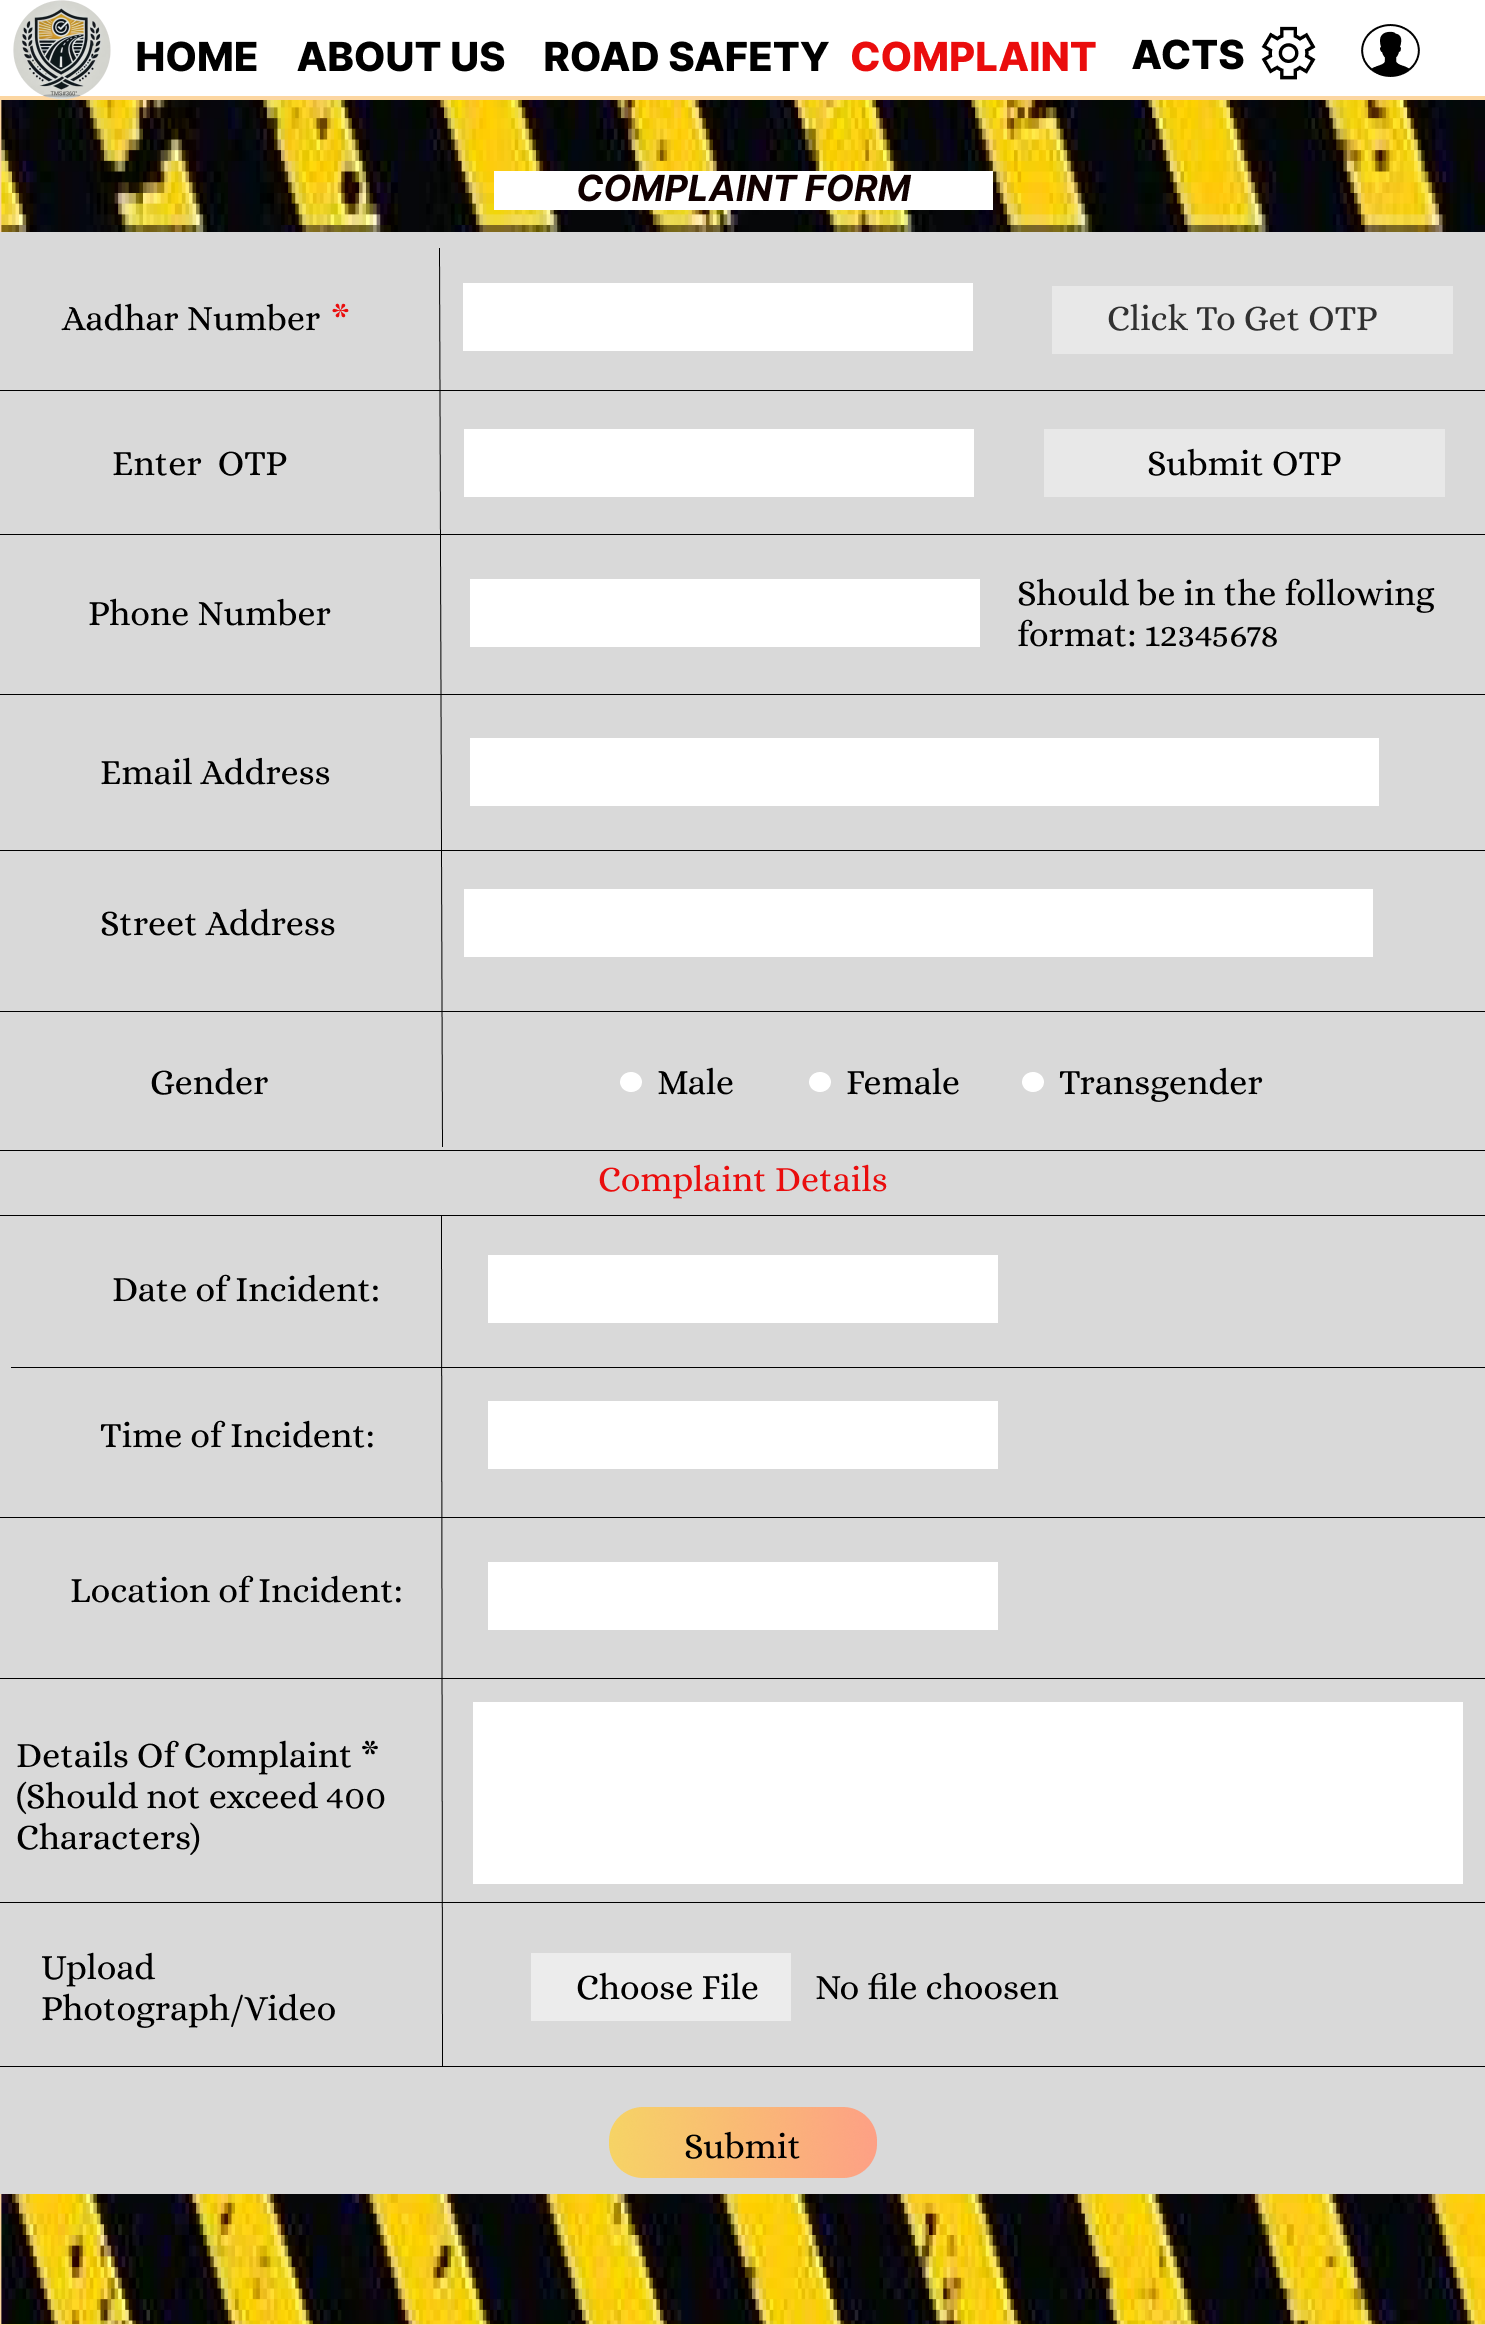 HOME ABOUT US ROAD SAFETY COMPLAINT ACTS
COMPLAINT FORM
Aadhar Number * Click To Get OTP
Enter OTP Submit OTP
Phone Number Should be in the following
format: 12345678
Email Address
Street Address
Gender Male Female Transgender
Complaint Details
Date of Incident:
Time of Incident:
Location of Incident:
Details Of Complaint *
(Should not exceed 400
Characters)
Upload
Photograph/Video
Choose File No file choosen
Submit